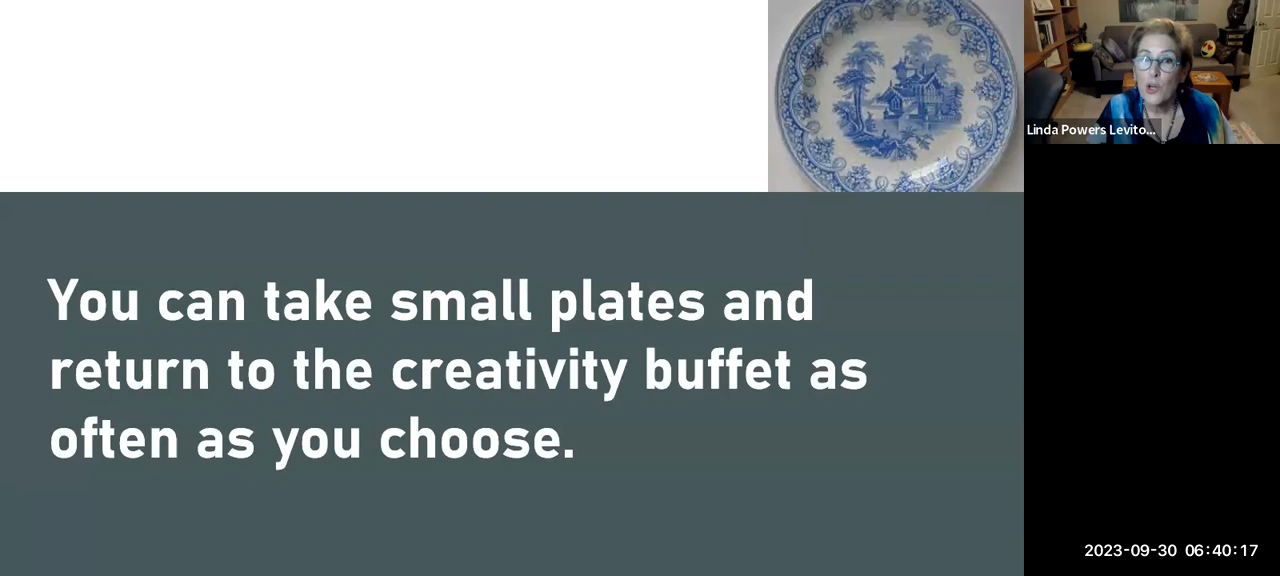 Linda Powers Levito...
You can take small plates and
return to the creativity buffet as
often as you choose.
2023-09-30 06:40:17